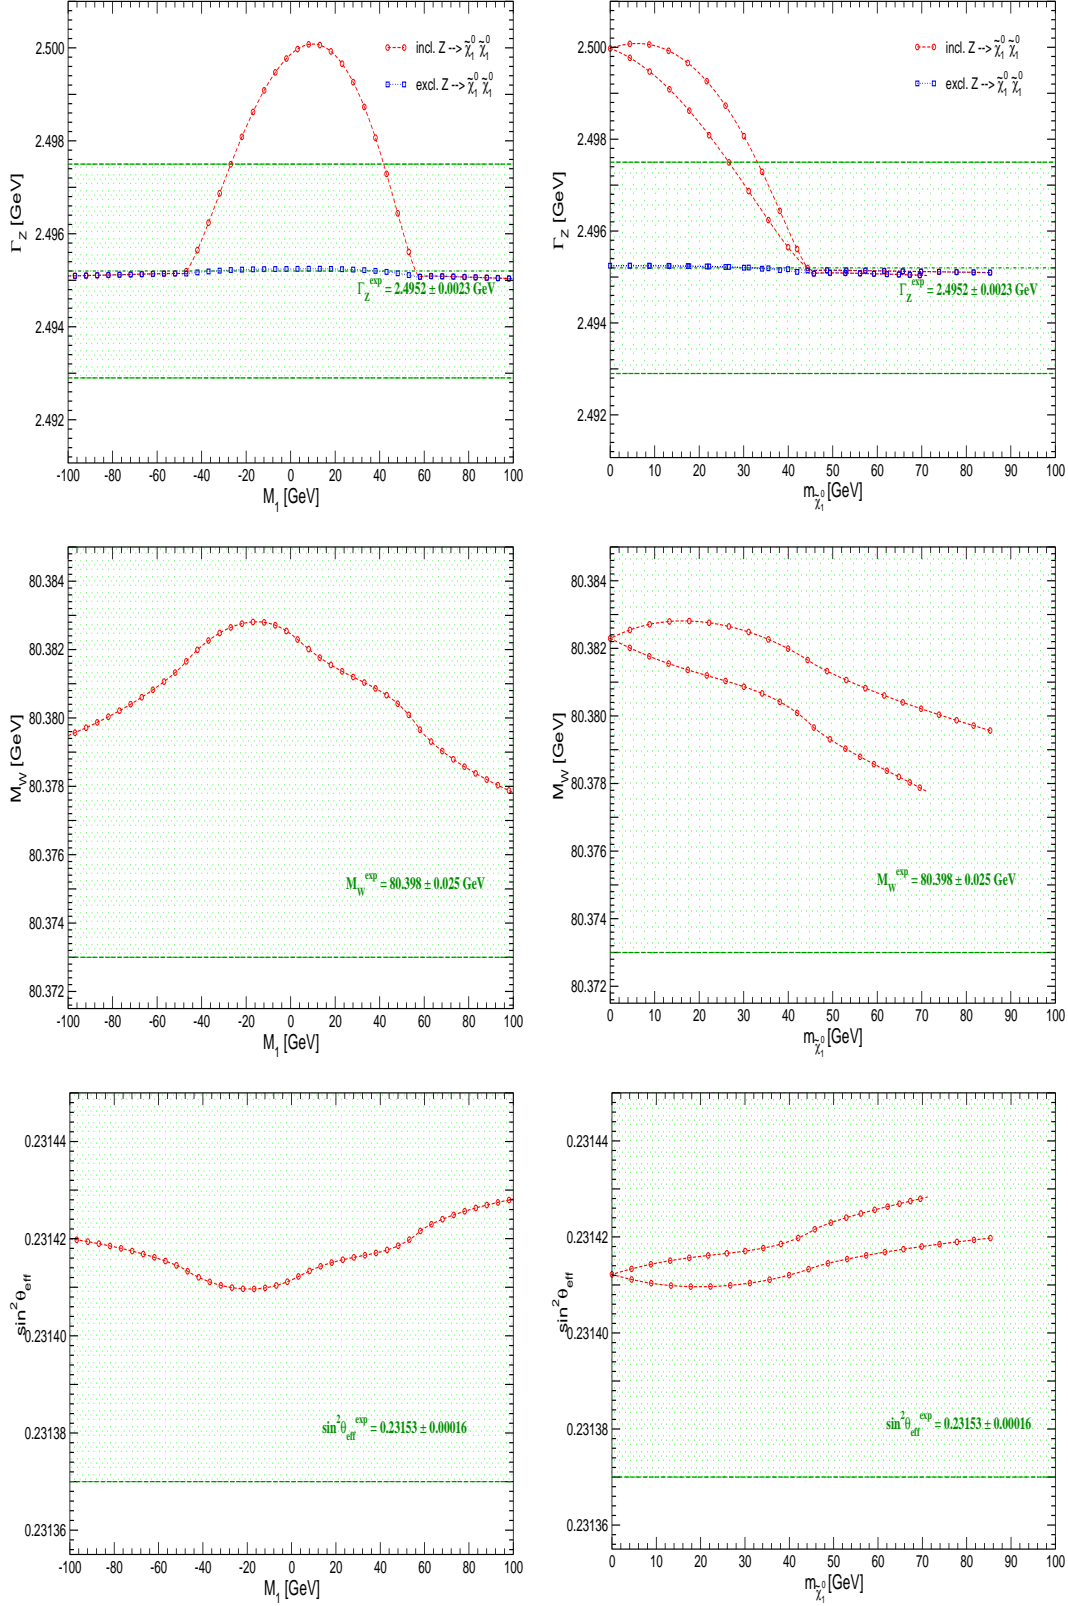 2.500
2.498
2.496
2.494
2.492
Γ_Z [GeV]
incl. Z --> χ̃₁⁰ χ̃₁⁰
excl. Z --> χ̃₁⁰ χ̃₁⁰
Γ_Z^exp = 2.4952 ± 0.0023 GeV
-100 -80 -60 -40 -20 0 20 40 60 80 100
M₁ [GeV]
2.500
2.498
2.496
2.494
2.492
Γ_Z [GeV]
incl. Z --> χ̃₁⁰ χ̃₁⁰
excl. Z --> χ̃₁⁰ χ̃₁⁰
Γ_Z^exp = 2.4952 ± 0.0023 GeV
0 10 20 30 40 50 60 70 80 90 100
m_χ̃₁⁰ [GeV]
80.384
80.382
80.380
80.378
80.376
80.374
80.372
M_W [GeV]
M_W^exp = 80.398 ± 0.025 GeV
-100 -80 -60 -40 -20 0 20 40 60 80 100
M₁ [GeV]
80.384
80.382
80.380
80.378
80.376
80.374
80.372
M_W [GeV]
M_W^exp = 80.398 ± 0.025 GeV
0 10 20 30 40 50 60 70 80 90 100
m_χ̃₁⁰ [GeV]
0.23144
0.23142
0.23140
0.23138
0.23136
sin²θ_eff
sin²θ_eff^exp = 0.23153 ± 0.00016
-100 -80 -60 -40 -20 0 20 40 60 80 100
M₁ [GeV]
0.23144
0.23142
0.23140
0.23138
0.23136
sin²θ_eff
sin²θ_eff^exp = 0.23153 ± 0.00016
0 10 20 30 40 50 60 70 80 90 100
m_χ̃₁⁰ [GeV]